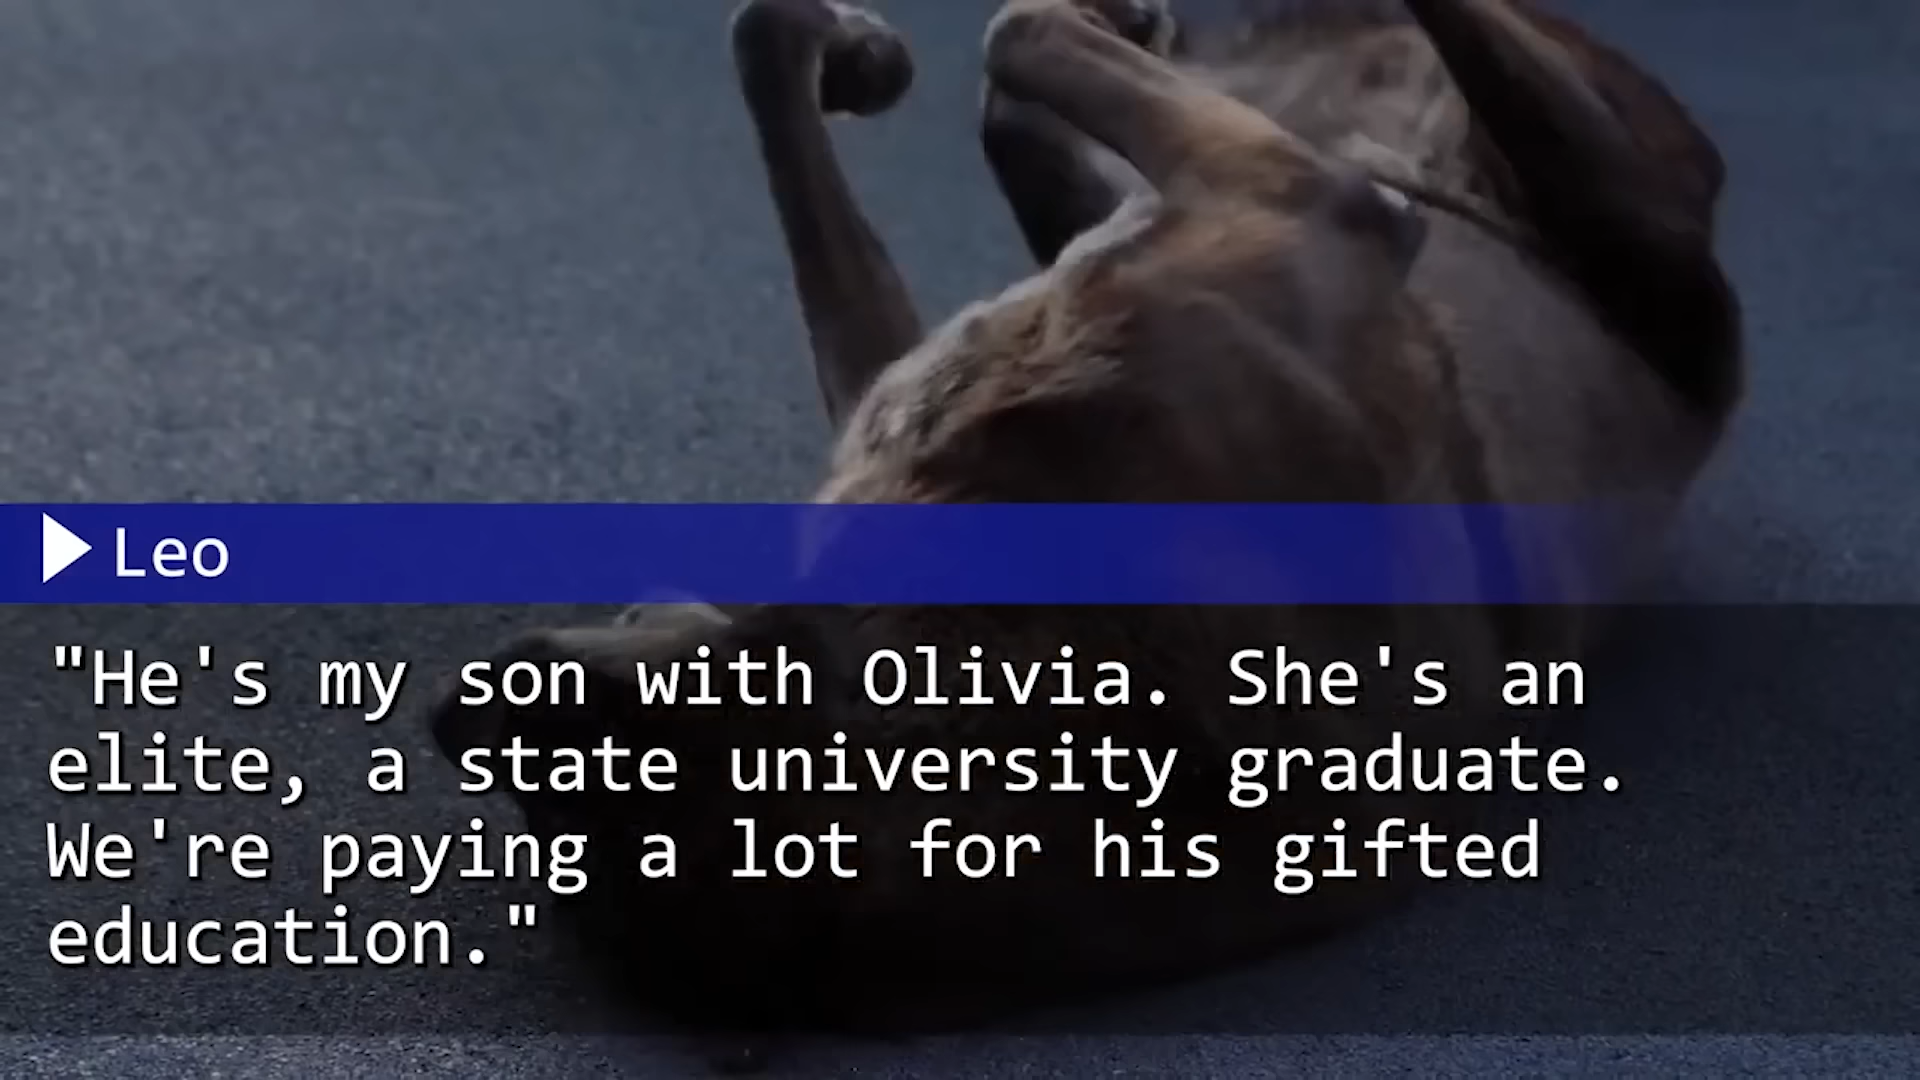 Leo
"He's my son with Olivia. She's an
elite, a state university graduate.
We're paying a lot for his gifted
education."